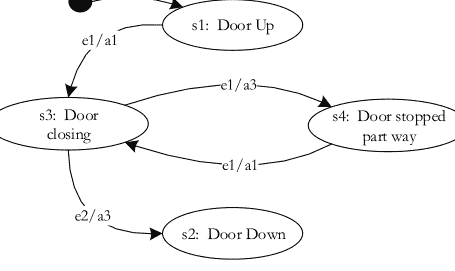 s1:  Door Up
e1/a1
e1/a3
s3:  Door
closing
s4:  Door stopped
part way
e1/a1
e2/a3
s2:  Door Down